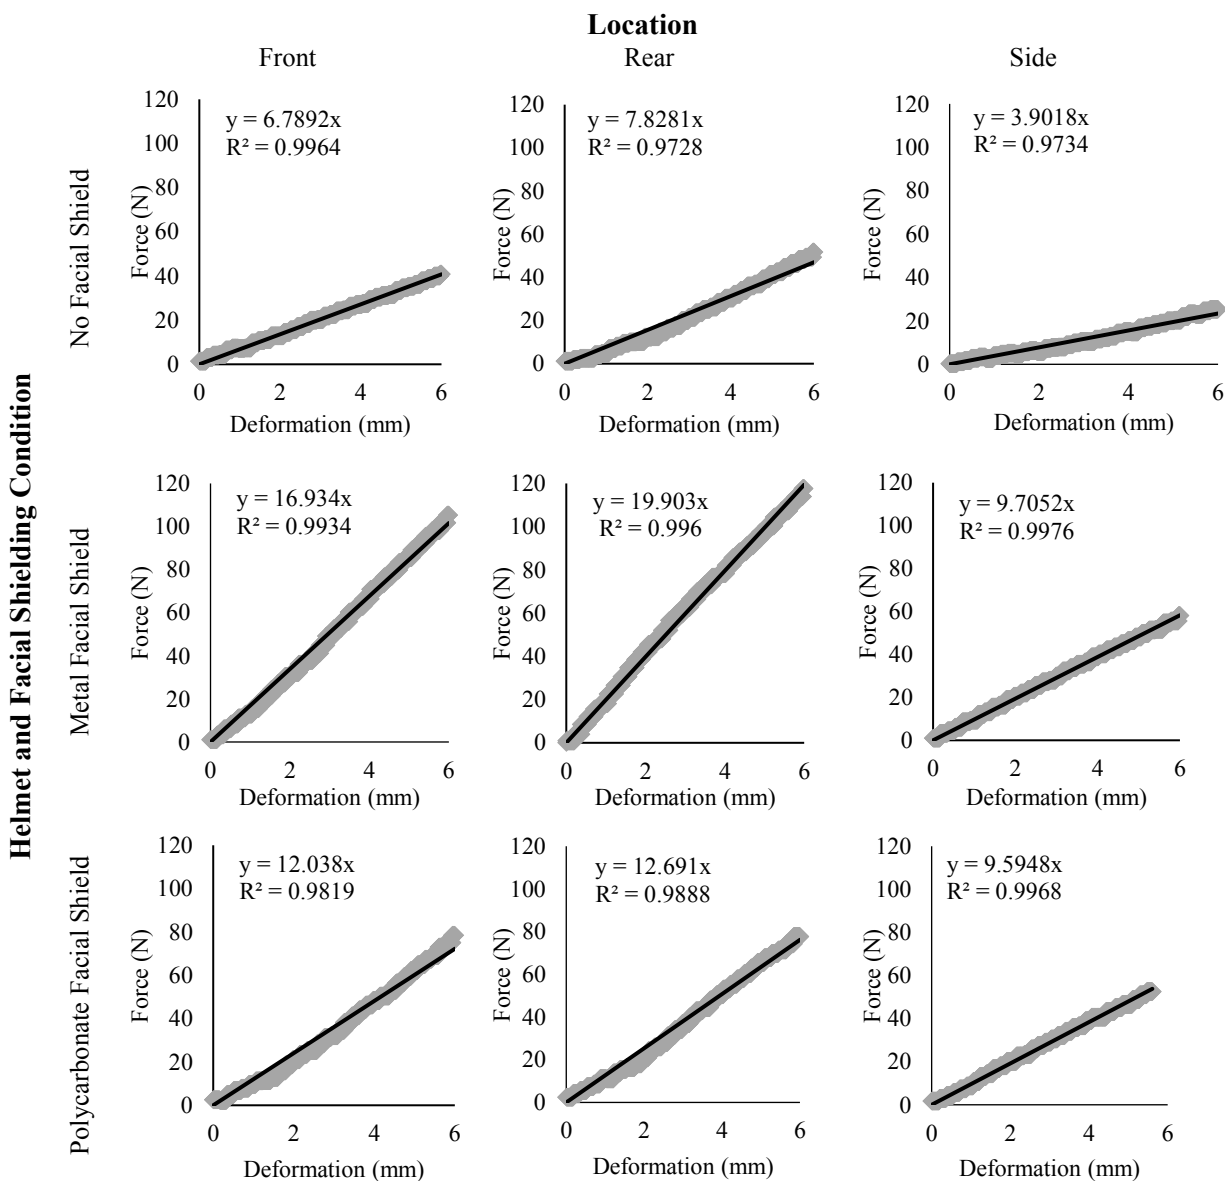 Location
Front
Rear
Side
Helmet and Facial Shielding Condition
No Facial Shield
120
100
80
60
40
20
0
Force (N)
y = 6.7892x
R² = 0.9964
0 2 4 6
Deformation (mm)
120
100
80
60
40
20
0
Force (N)
y = 7.8281x
R² = 0.9728
0 2 4 6
Deformation (mm)
120
100
80
60
40
20
0
Force (N)
y = 3.9018x
R² = 0.9734
0 2 4 6
Deformation (mm)
Metal Facial Shield
120
100
80
60
40
20
0
Force (N)
y = 16.934x
R² = 0.9934
0 2 4 6
Deformation (mm)
120
100
80
60
40
20
0
Force (N)
y = 19.903x
R² = 0.996
0 2 4 6
Deformation (mm)
120
100
80
60
40
20
0
Force (N)
y = 9.7052x
R² = 0.9976
0 2 4 6
Deformation (mm)
Polycarbonate Facial Shield
120
100
80
60
40
20
0
Force (N)
y = 12.038x
R² = 0.9819
0 2 4 6
Deformation (mm)
120
100
80
60
40
20
0
Force (N)
y = 12.691x
R² = 0.9888
0 2 4 6
Deformation (mm)
120
100
80
60
40
20
0
Force (N)
y = 9.5948x
R² = 0.9968
0 2 4 6
Deformation (mm)